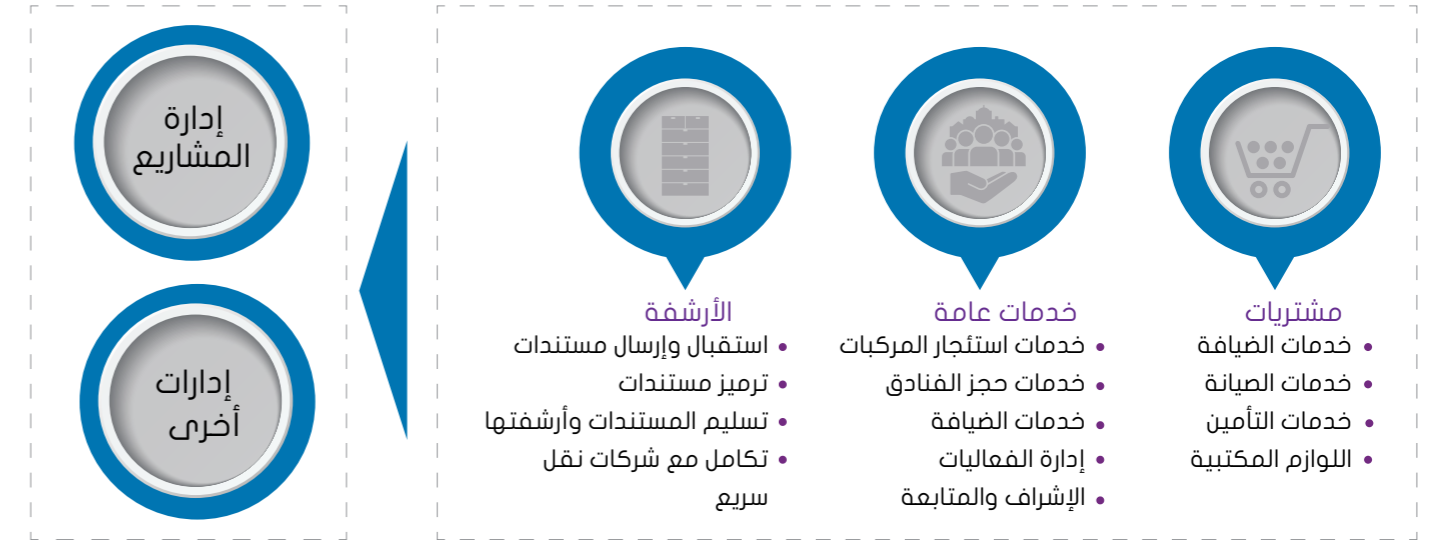 مشتريات
• خدمات الضيافة
• خدمات الصيانة
• خدمات التأمين
• اللوازم المكتبية
خدمات عامة
• خدمات استئجار المركبات
• خدمات حجز الفنادق
• خدمات الضيافة
• إدارة الفعاليات
• الإشراف والمتابعة
الأرشفة
• استقبال وإرسال مستندات
• ترميز مستندات
• تسليم المستندات وأرشفتها
• تكامل مع شركات نقل
سريع
إدارة
المشاريع
إدارات
أخرى